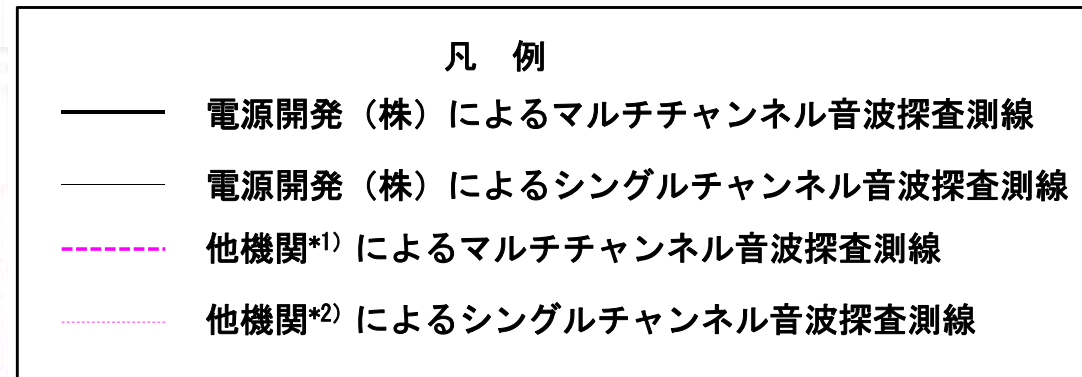 凡 例
電源開発（株）によるマルチチャンネル音波探査測線
電源開発（株）によるシングルチャンネル音波探査測線
他機関*1) によるマルチチャンネル音波探査測線
他機関*2) によるシングルチャンネル音波探査測線